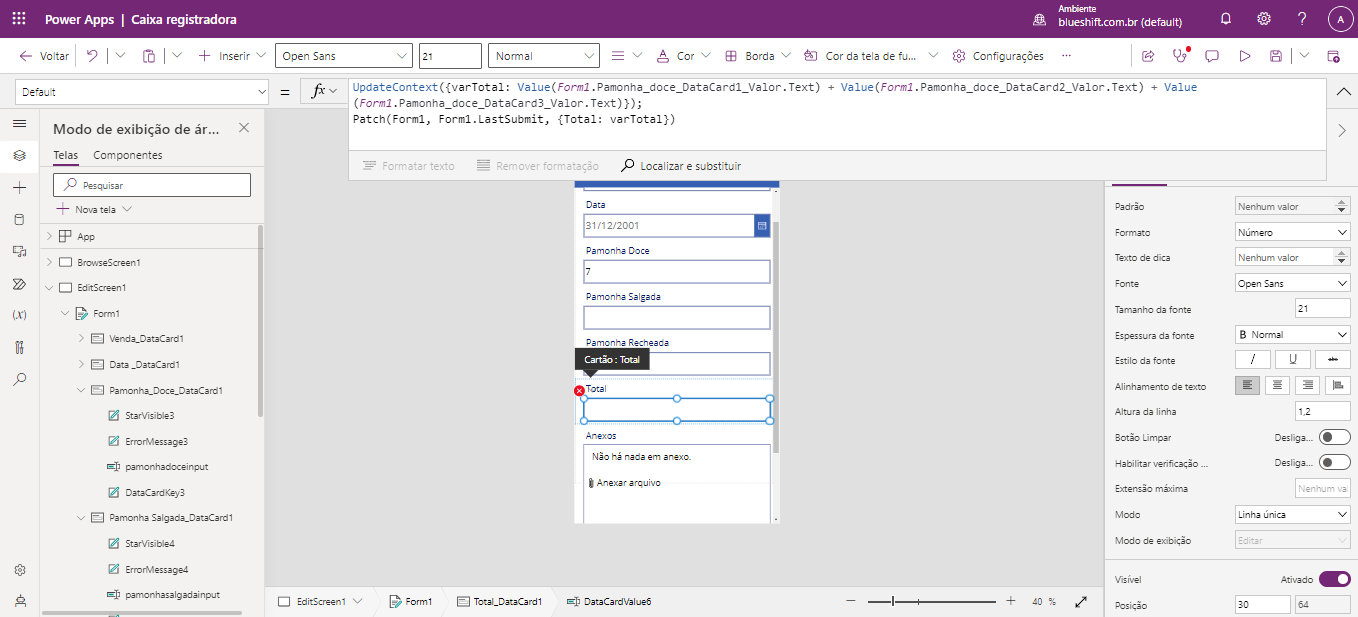 Power Apps | Caixa registradora
Ambiente
blueshift.com.br (default)
A
Voltar
Inserir
Open Sans
21
Normal
Cor
Borda
Cor da tela de fu...
Configurações
Default
=
fx
UpdateContext({varTotal: Value(Form1.Pamonha_doce_DataCard1_Valor.Text) + Value(Form1.Pamonha_doce_DataCard2_Valor.Text) + Value
(Form1.Pamonha_doce_DataCard3_Valor.Text)});
Patch(Form1, Form1.LastSubmit, {Total: varTotal})
Formatar texto
Remover formatação
Localizar e substituir
Modo de exibição de ár...
Telas
Componentes
Pesquisar
Nova tela
App
BrowseScreen1
EditScreen1
Form1
Venda_DataCard1
Data _DataCard1
Pamonha_Doce_DataCard1
StarVisible3
ErrorMessage3
pamonhadoceinput
DataCardKey3
Pamonha Salgada_DataCard1
StarVisible4
ErrorMessage4
pamonhasalgadainput
Data
31/12/2001
Pamonha Doce
7
Pamonha Salgada
Pamonha Recheada
Cartão : Total
Total
Anexos
Não há nada em anexo.
Anexar arquivo
EditScreen1
Form1
Total_DataCard1
DataCardValue6
40 %
Padrão
Nenhum valor
Formato
Número
Texto de dica
Nenhum valor
Fonte
Open Sans
Tamanho da fonte
21
Espessura da fonte
B Normal
Estilo da fonte
Alinhamento de texto
Altura da linha
1,2
Botão Limpar
Desliga...
Habilitar verificação ...
Desliga...
Extensão máxima
Nenhum val
Modo
Linha única
Modo de exibição
Editar
Visível
Ativado
Posição
30
64